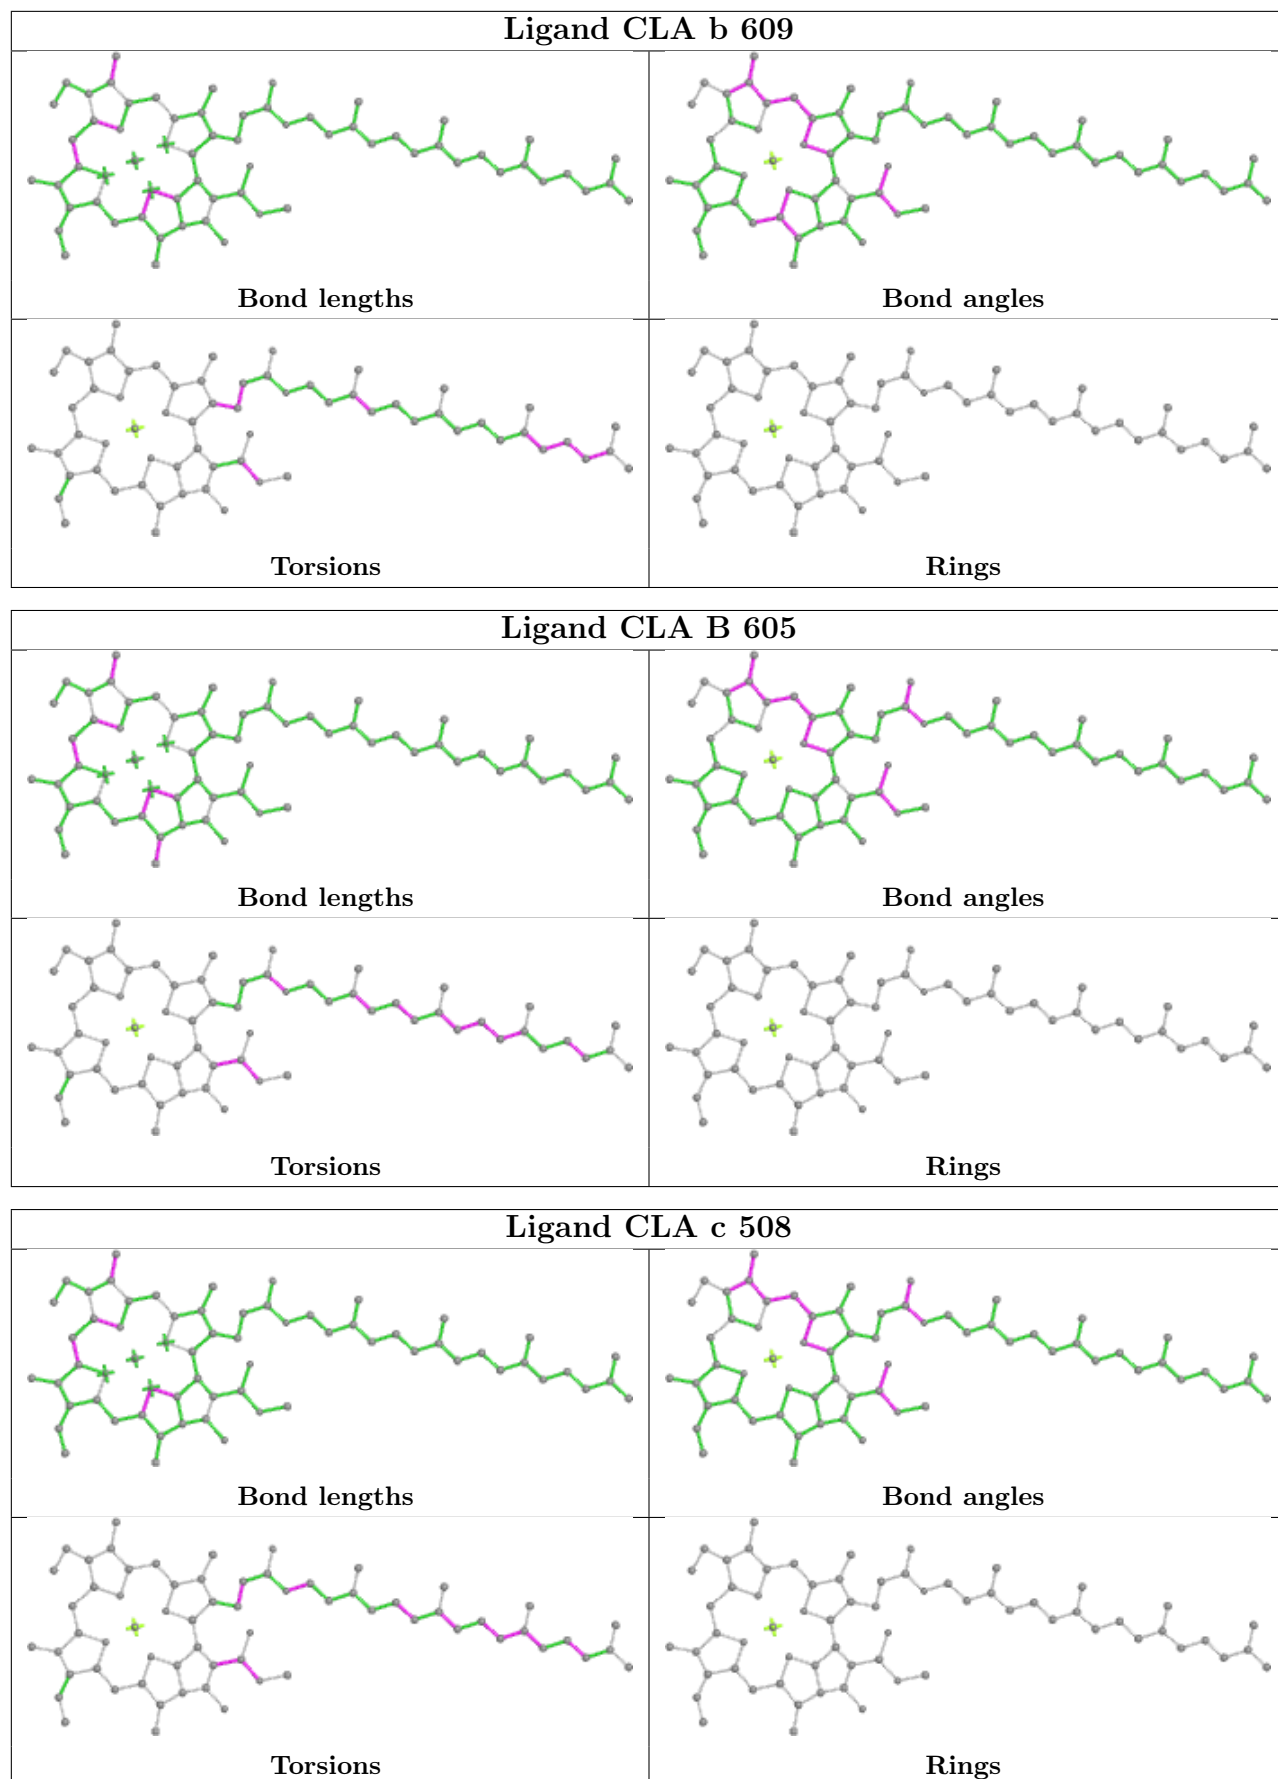 Ligand CLA b 609
Bond lengths
Bond angles
Torsions
Rings
Ligand CLA B 605
Bond lengths
Bond angles
Torsions
Rings
Ligand CLA c 508
Bond lengths
Bond angles
Torsions
Rings